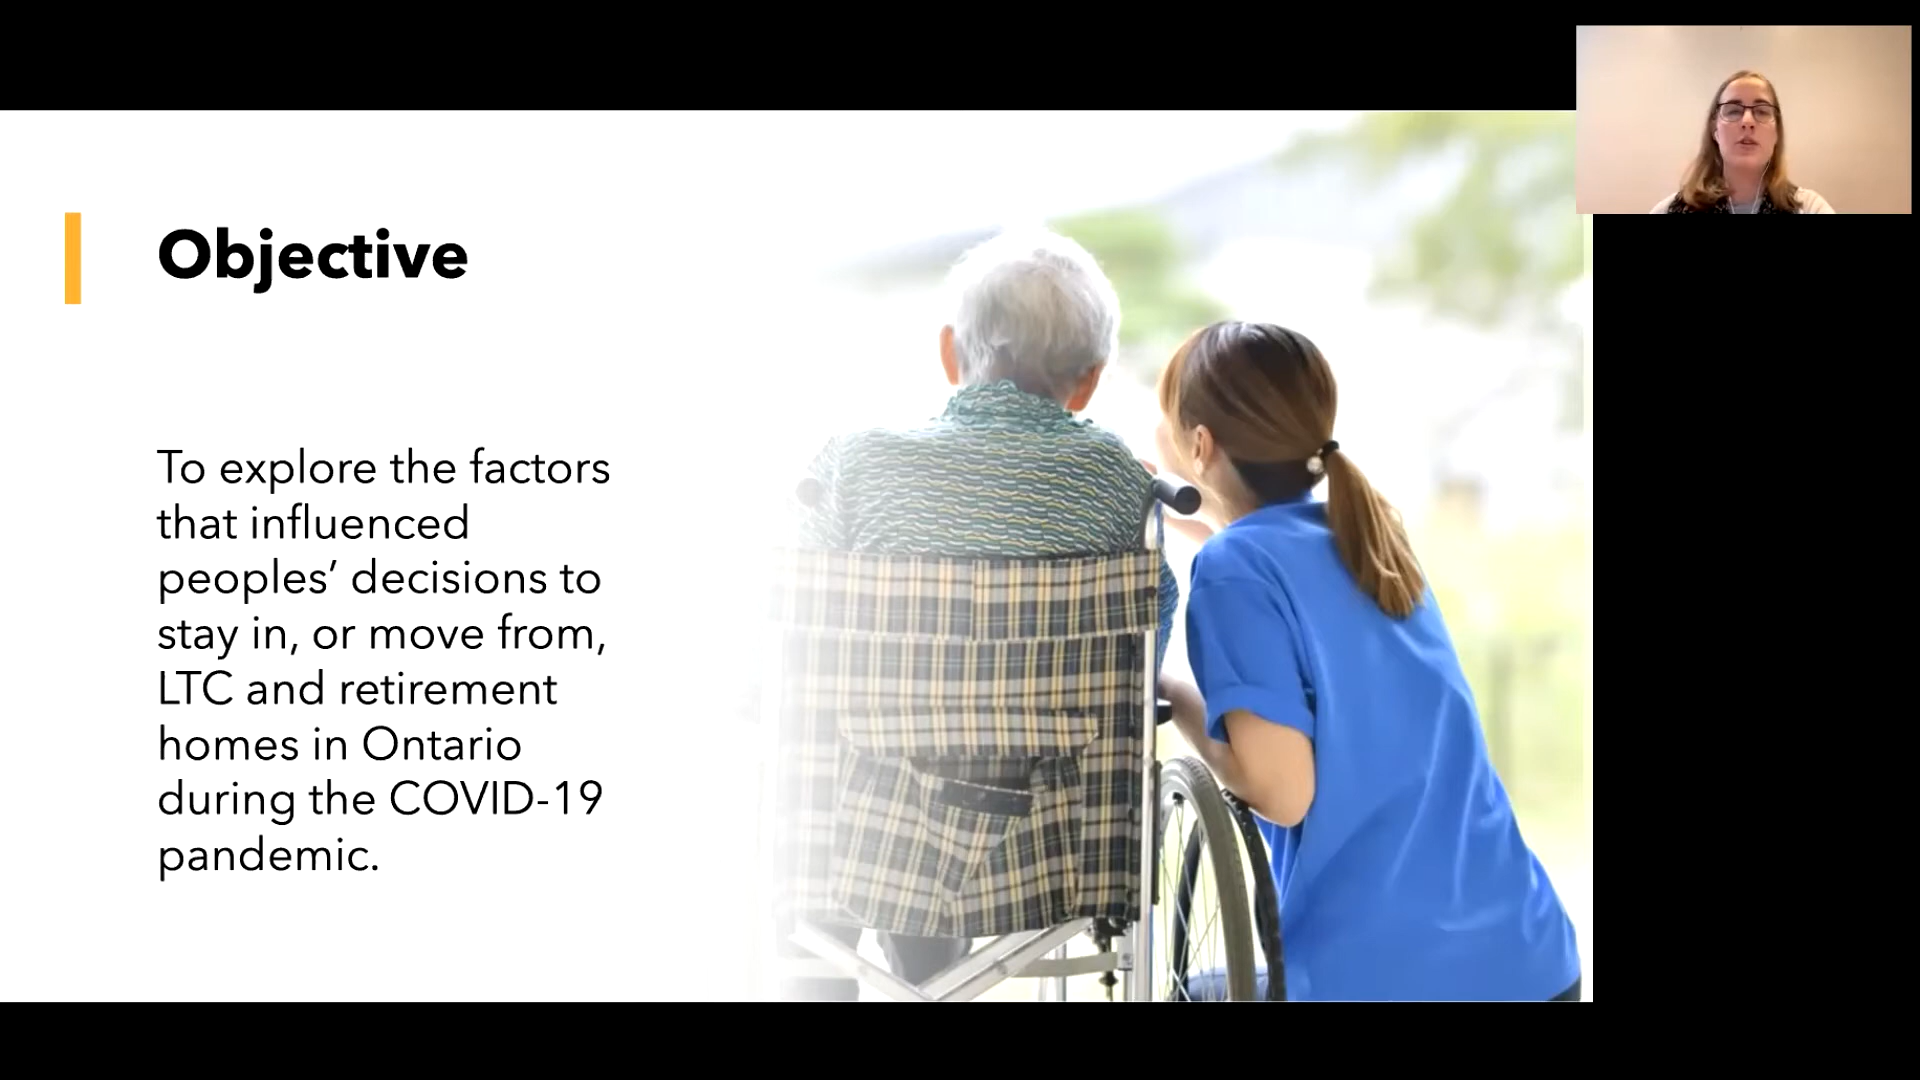 Objective
To explore the factors
that influenced
peoples’ decisions to
stay in, or move from,
LTC and retirement
homes in Ontario
during the COVID-19
pandemic.